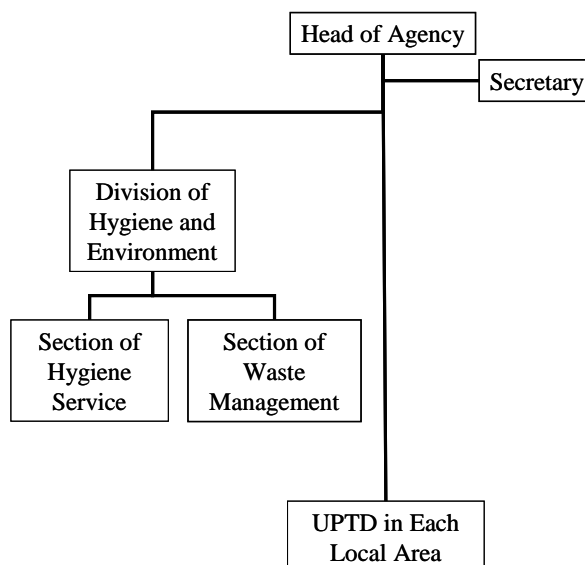 Head of Agency
Secretary
Division of
Hygiene and
Environment
Section of
Hygiene
Service
Section of
Waste
Management
UPTD in Each
Local Area